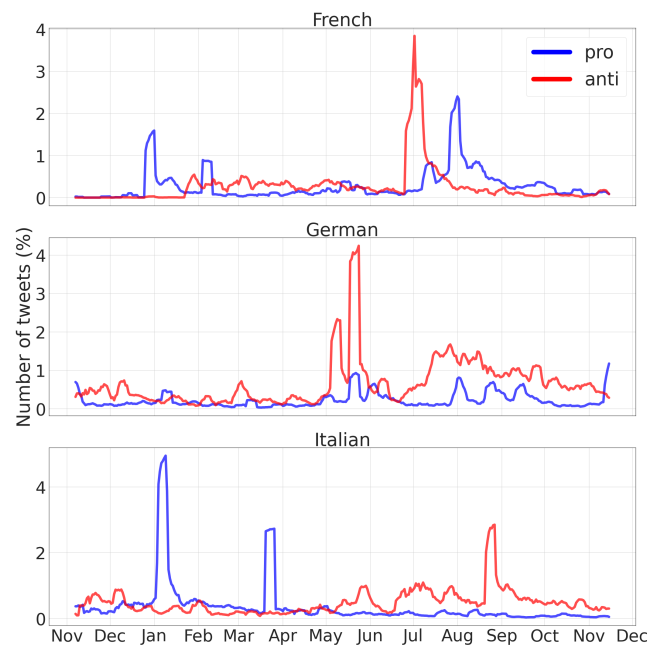 French
4
3
2
1
0
pro
anti
German
4
3
2
1
0
Number of tweets (%)
Italian
4
2
0
Nov Dec Jan Feb Mar Apr May Jun Jul Aug Sep Oct Nov Dec